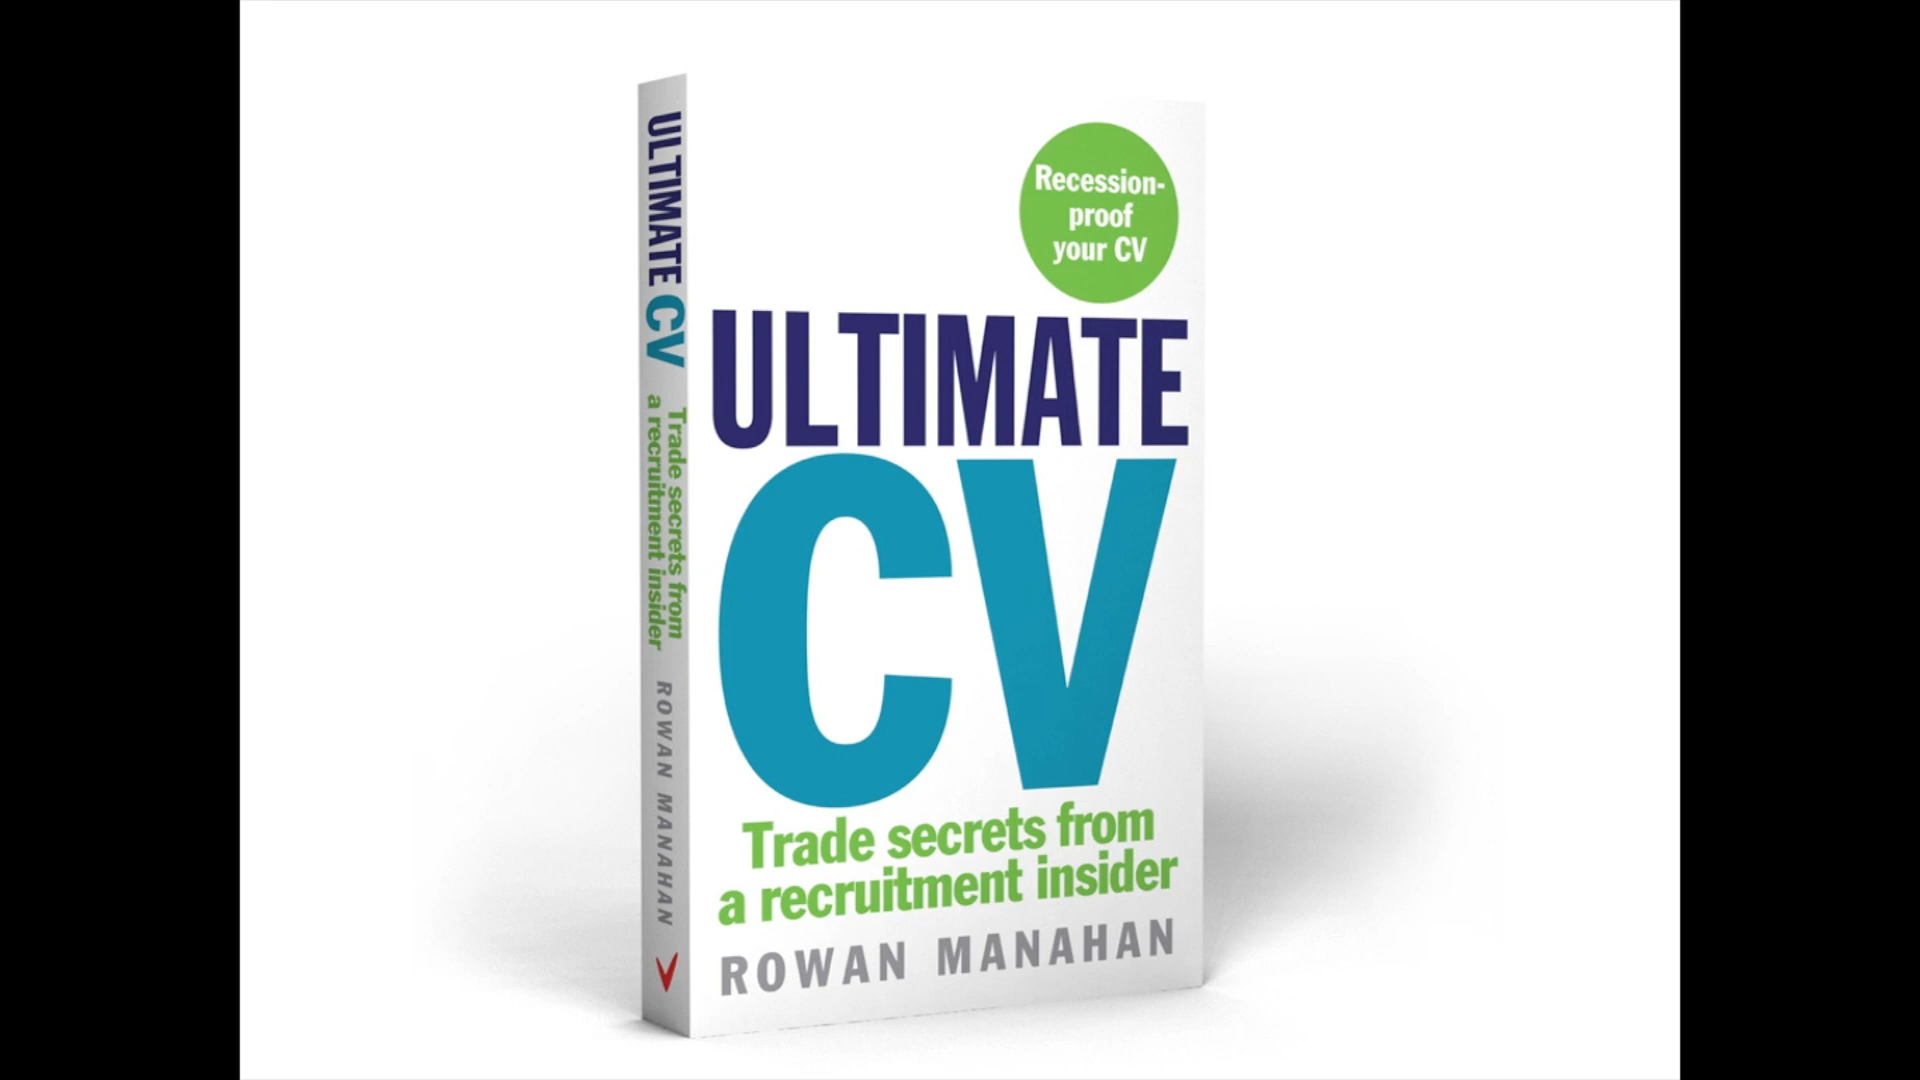 ULTIMATE CV
Trade secrets from
a recruitment insider
ROWAN MANAHAN
Recession-
proof
your CV
ULTIMATE
CV
Trade secrets from
a recruitment insider
ROWAN MANAHAN